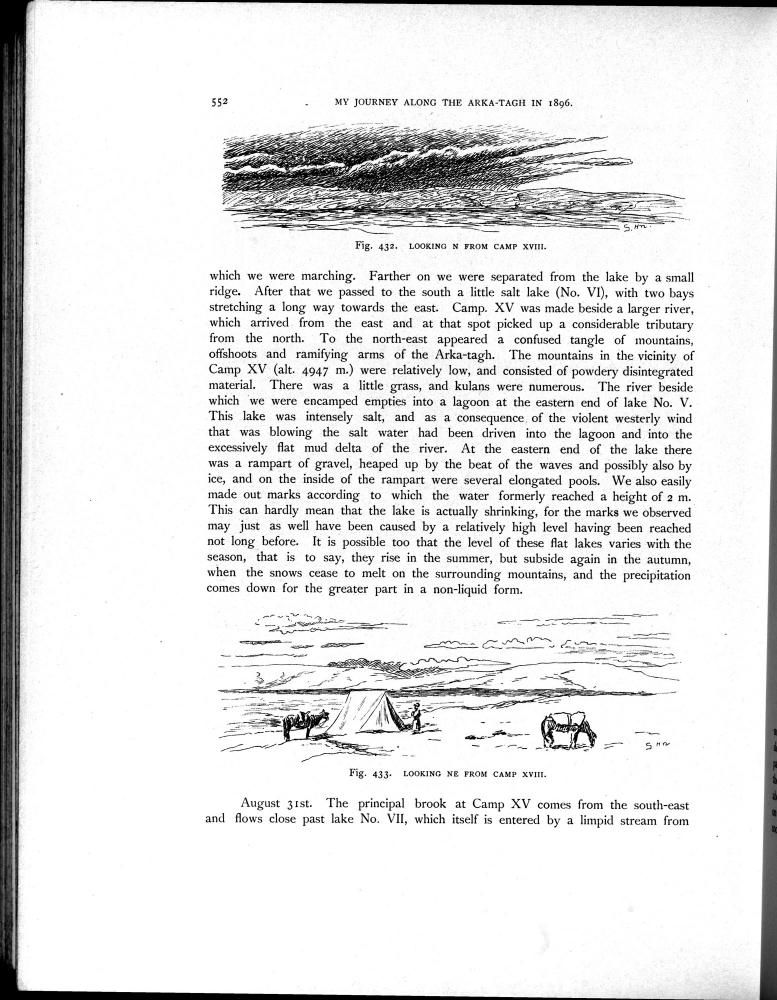 552
MY JOURNEY ALONG THE ARKA-TAGH IN 1896.
Fig. 432. LOOKING N FROM CAMP XVIII.
which we were marching. Farther on we were separated from the lake by a small
ridge. After that we passed to the south a little salt lake (No. VI), with two bays
stretching a long way towards the east. Camp. XV was made beside a larger river,
which arrived from the east and at that spot picked up a considerable tributary
from the north. To the north-east appeared a confused tangle of mountains,
offshoots and ramifying arms of the Arka-tagh. The mountains in the vicinity of
Camp XV (alt. 4947 m.) were relatively low, and consisted of powdery disintegrated
material. There was a little grass, and kulans were numerous. The river beside
which we were encamped empties into a lagoon at the eastern end of lake No. V.
This lake was intensely salt, and as a consequence of the violent westerly wind
that was blowing the salt water had been driven into the lagoon and into the
excessively flat mud delta of the river. At the eastern end of the lake there
was a rampart of gravel, heaped up by the beat of the waves and possibly also by
ice, and on the inside of the rampart were several elongated pools. We also easily
made out marks according to which the water formerly reached a height of 2 m.
This can hardly mean that the lake is actually shrinking, for the marks we observed
may just as well have been caused by a relatively high level having been reached
not long before. It is possible too that the level of these flat lakes varies with the
season, that is to say, they rise in the summer, but subside again in the autumn,
when the snows cease to melt on the surrounding mountains, and the precipitation
comes down for the greater part in a non-liquid form.
Fig. 433. LOOKING NE FROM CAMP XVIII.
August 31st. The principal brook at Camp XV comes from the south-east
and flows close past lake No. VII, which itself is entered by a limpid stream from